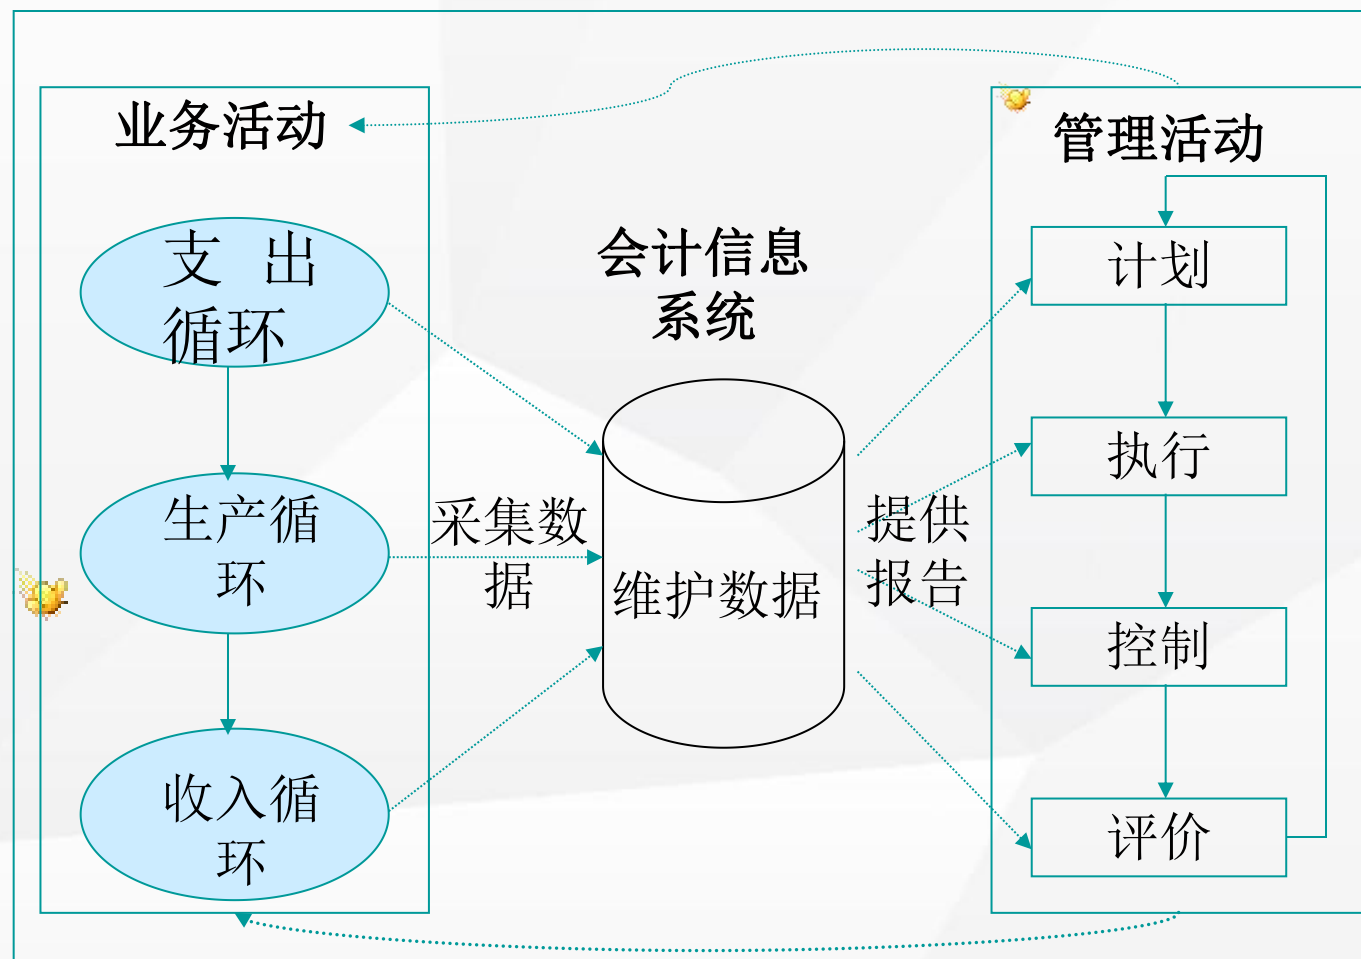 业务活动
支 出
循环
生产循
环
收入循
环
采集数
据
会计信息
系统
维护数据
提供
报告
管理活动
计划
执行
控制
评价